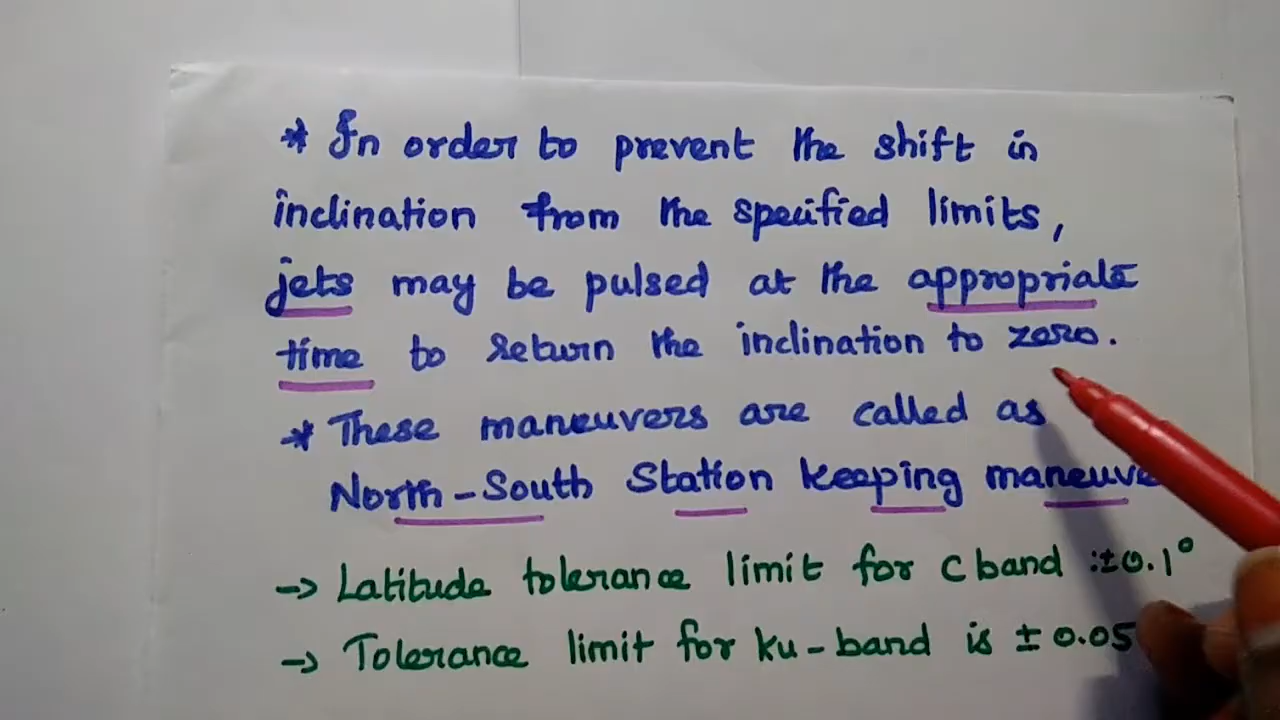 * In order to prevent the shift in
inclination from the specified limits,
jets may be pulsed at the appropriate
time to return the inclination to zero.
* These maneuvers are called as
North-South Station keeping maneuve
-> Latitude tolerance limit for C band :±0.1°
-> Tolerance limit for ku-band is ±0.05